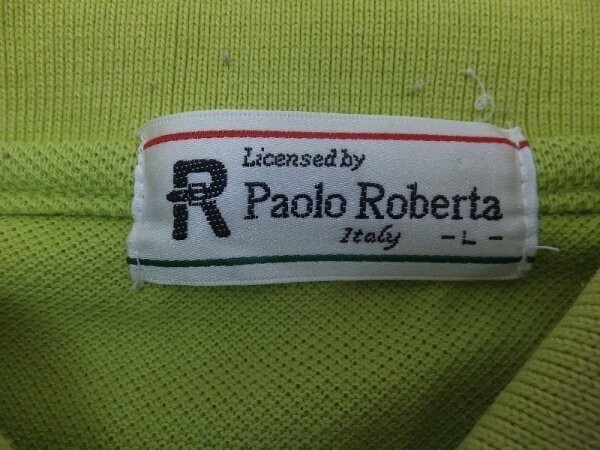 Licensed by
R Paolo Roberta
Italy - L -